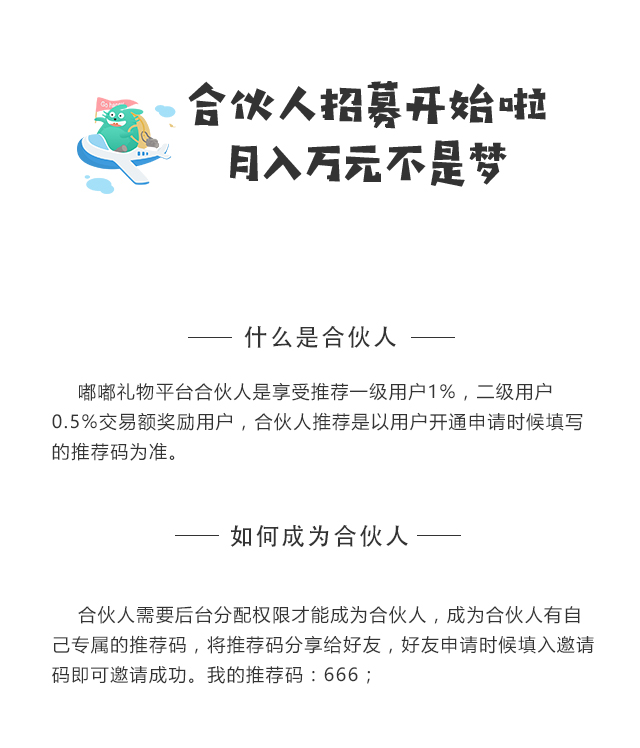 合伙人招募开始啦
月入万元不是梦
什么是合伙人
嘟嘟礼物平台合伙人是享受推荐一级用户1%，二级用户
0.5%交易额奖励用户，合伙人推荐是以用户开通申请时候填写
的推荐码为准。
如何成为合伙人
合伙人需要后台分配权限才能成为合伙人，成为合伙人有自
己专属的推荐码，将推荐码分享给好友，好友申请时候填入邀请
码即可邀请成功。我的推荐码：666；